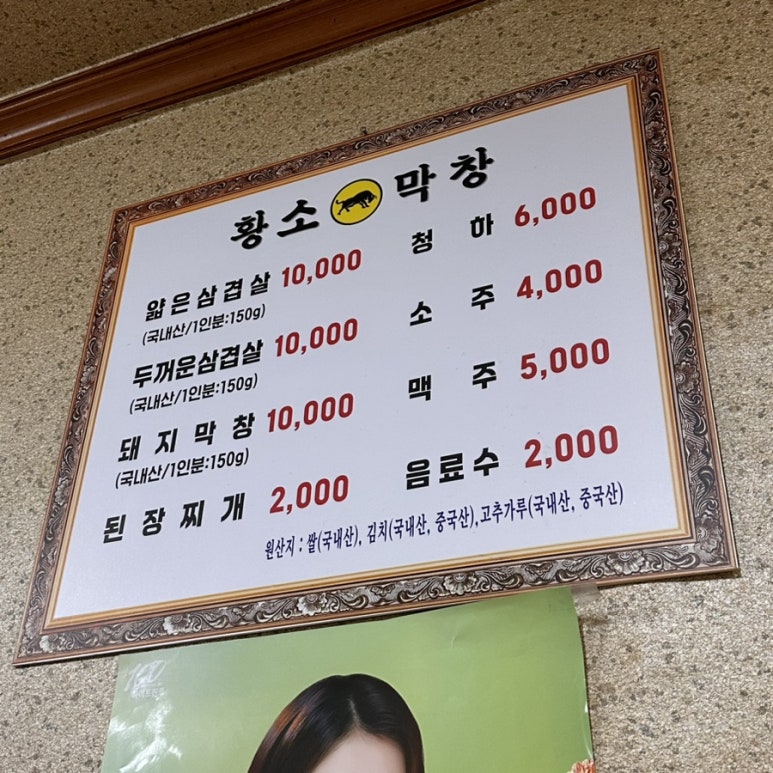 황소 막창
얇은삼겹살 10,000
(국내산/1인분:150g)
두꺼운삼겹살 10,000
(국내산/1인분:150g)
돼지막창 10,000
(국내산/1인분:150g)
된장찌개 2,000
청하 6,000
소주 4,000
맥주 5,000
음료수 2,000
원산지 : 쌀(국내산), 김치(국내산, 중국산),고추가루(국내산, 중국산)